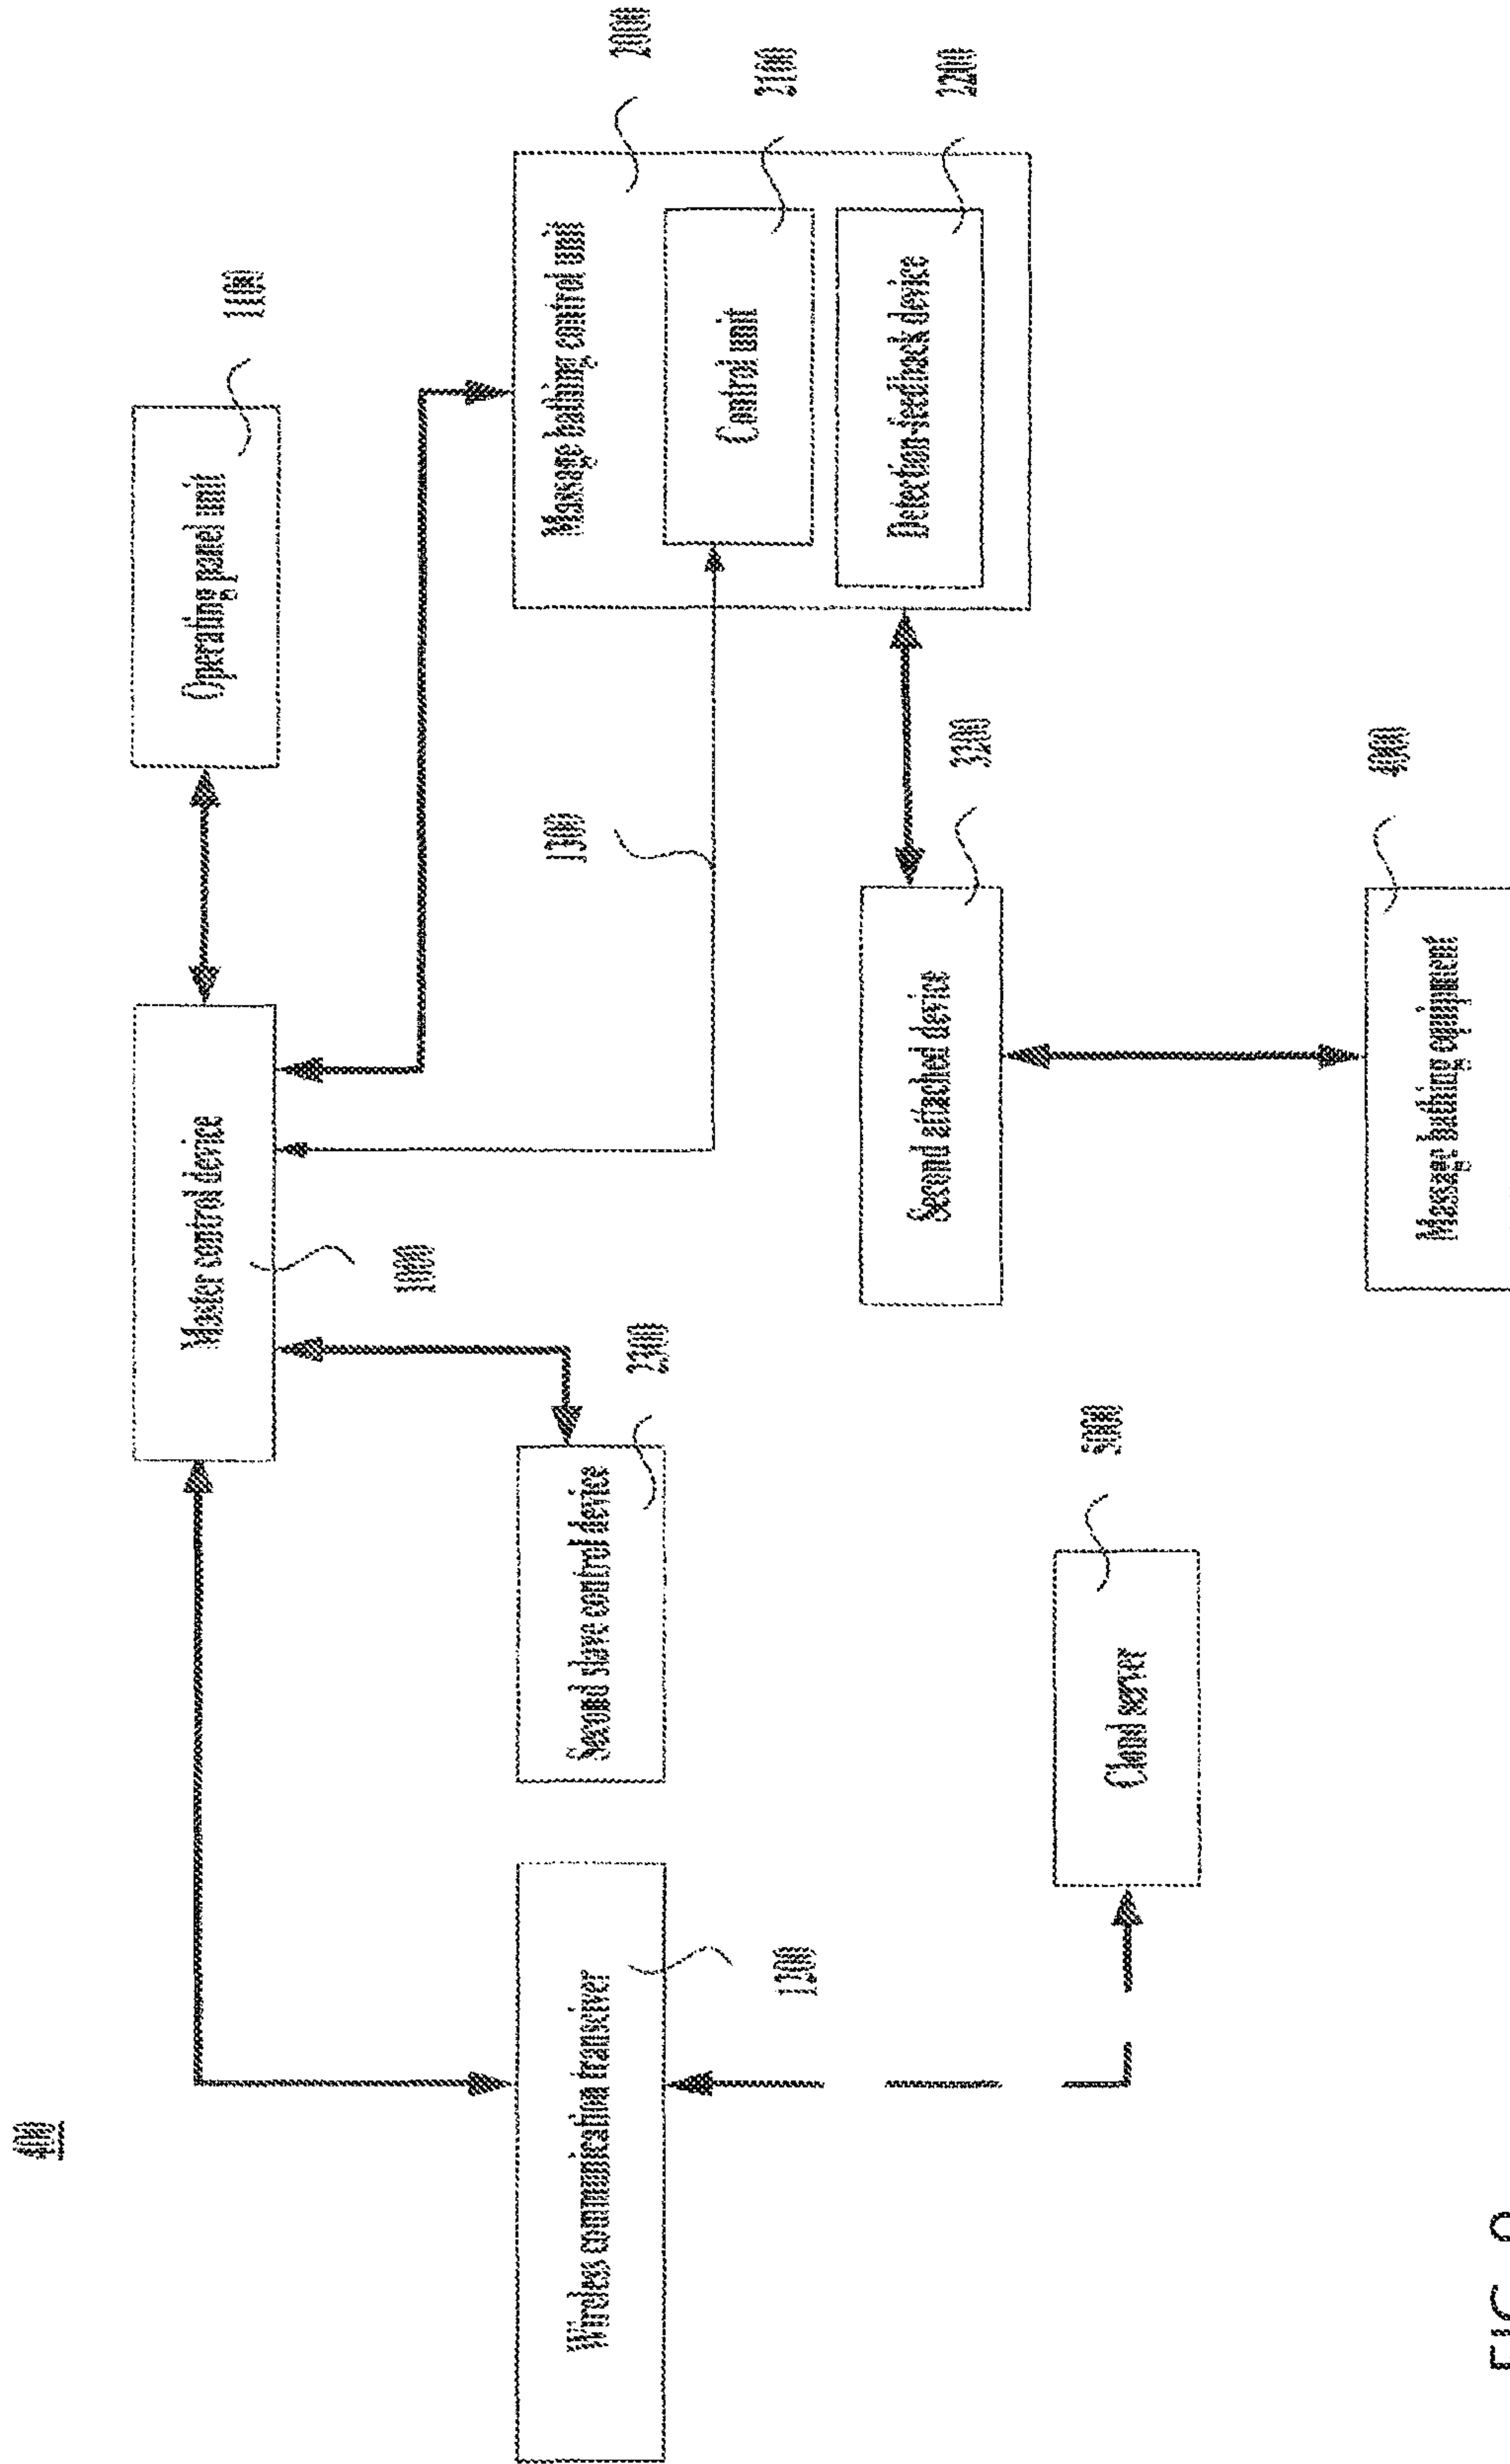 400
Master control device
Operating panel unit
1100
1000
Massage bathing control unit
1300
Wireless communication transciver
Second slave control device
2000
2300
Control unit
2100
1200
Detection-feedback device
Second attached device
2200
3200
5000
Cloud server
4000
Massage bathing equipment
FIG.